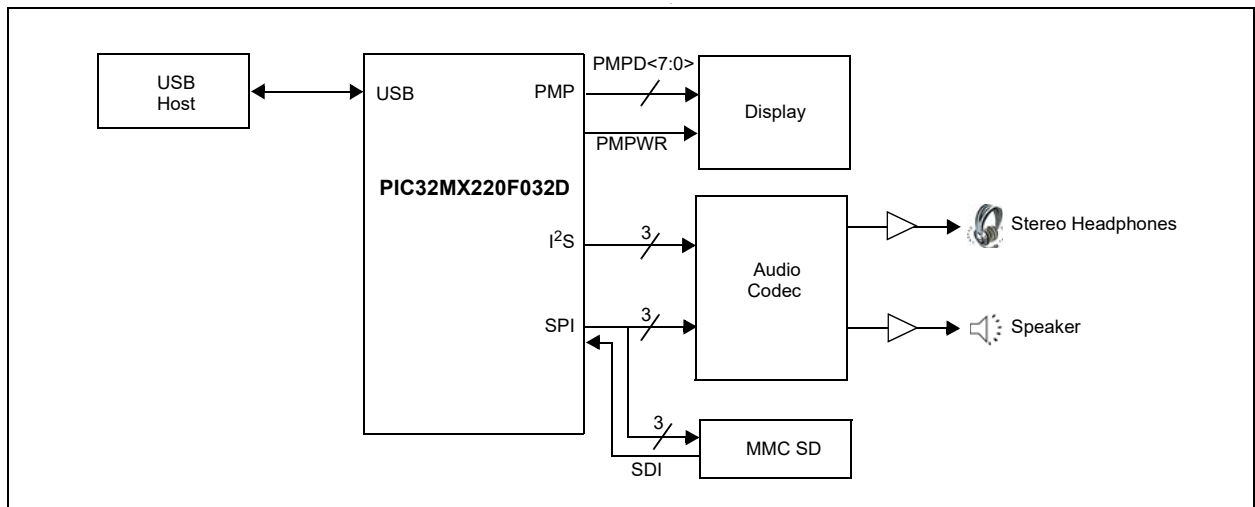 PMPD<7:0>
USB
Host
USB
PMP
Display
PMPWR
PIC32MX220F032D
I²S
3
Audio
Codec
Stereo Headphones
SPI
3
Speaker
3
MMC SD
SDI